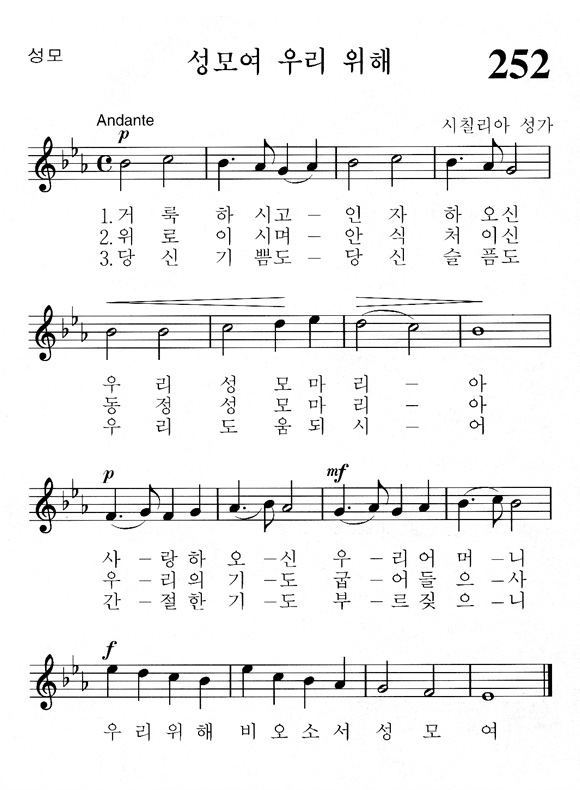 성모
성모여 우리 위해
252
Andante
시칠리아 성가
p
1.거 룩 하 시고 – 인 자 하 오신
2.위 로 이 시며 – 안 식 처 이신
3.당 신 기 쁨도 – 당 신 슬 픔도
우 리 성 모마 리 – 아
동 정 성 모마 리 – 아
우 리 도 움되 시 – 어
p mf
사 – 랑하 오 – 신 우 – 리어 머 – 니
우 – 리의 기 – 도 굽 – 어들 으 – 사
간 – 절한 기 – 도 부 – 르짖 으 – 니
f
우 리 위 해 비 오 소 서 성 모 여